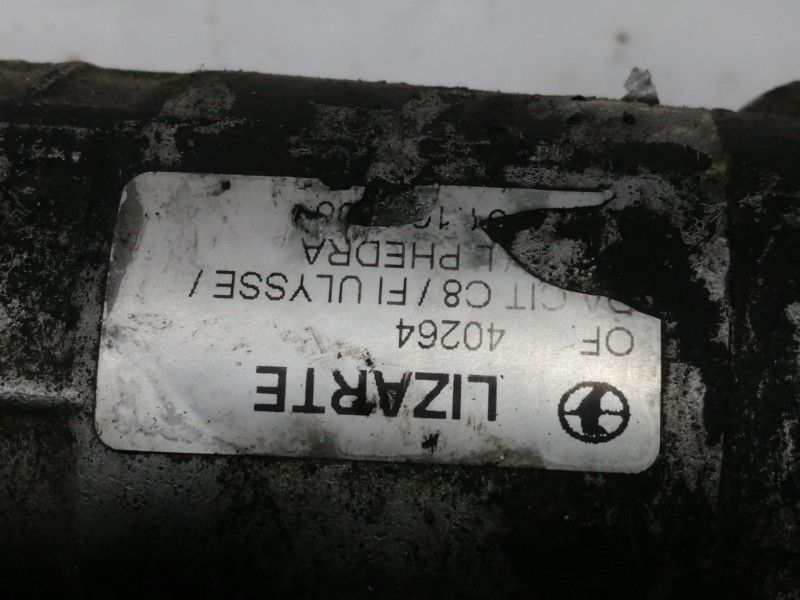 LIZARTE
OF 40264
DA CIT C8 / FI ULYSSE /
PHEDRA